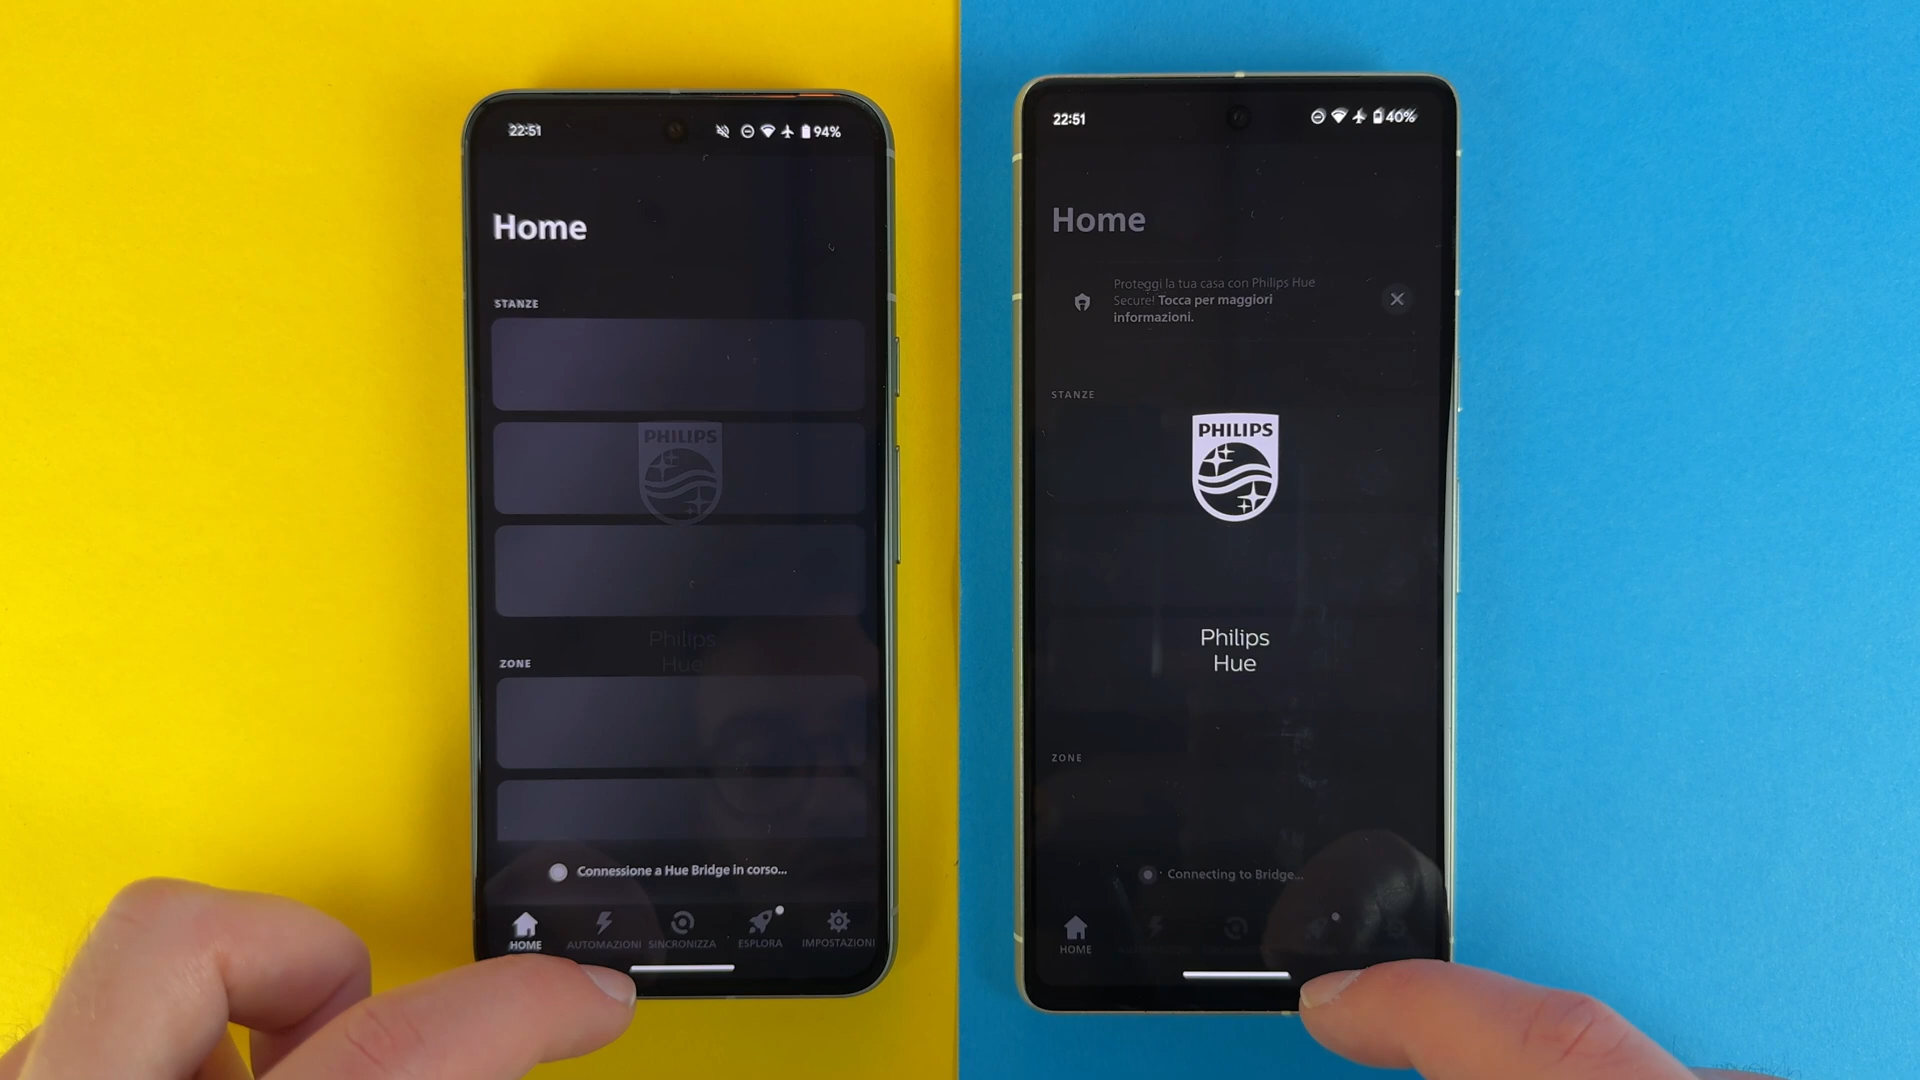 22:51
94%
Home
STANZE
PHILIPS
Philips
Hue
ZONE
Connessione a Hue Bridge in corso...
HOME
AUTOMAZIONI
SINCRONIZZA
ESPLORA
IMPOSTAZIONI
22:51
40%
Home
Proteggi la tua casa con Philips Hue
Secure! Tocca per maggiori
informazioni.
STANZE
PHILIPS
Philips
Hue
ZONE
Connecting to Bridge...
HOME